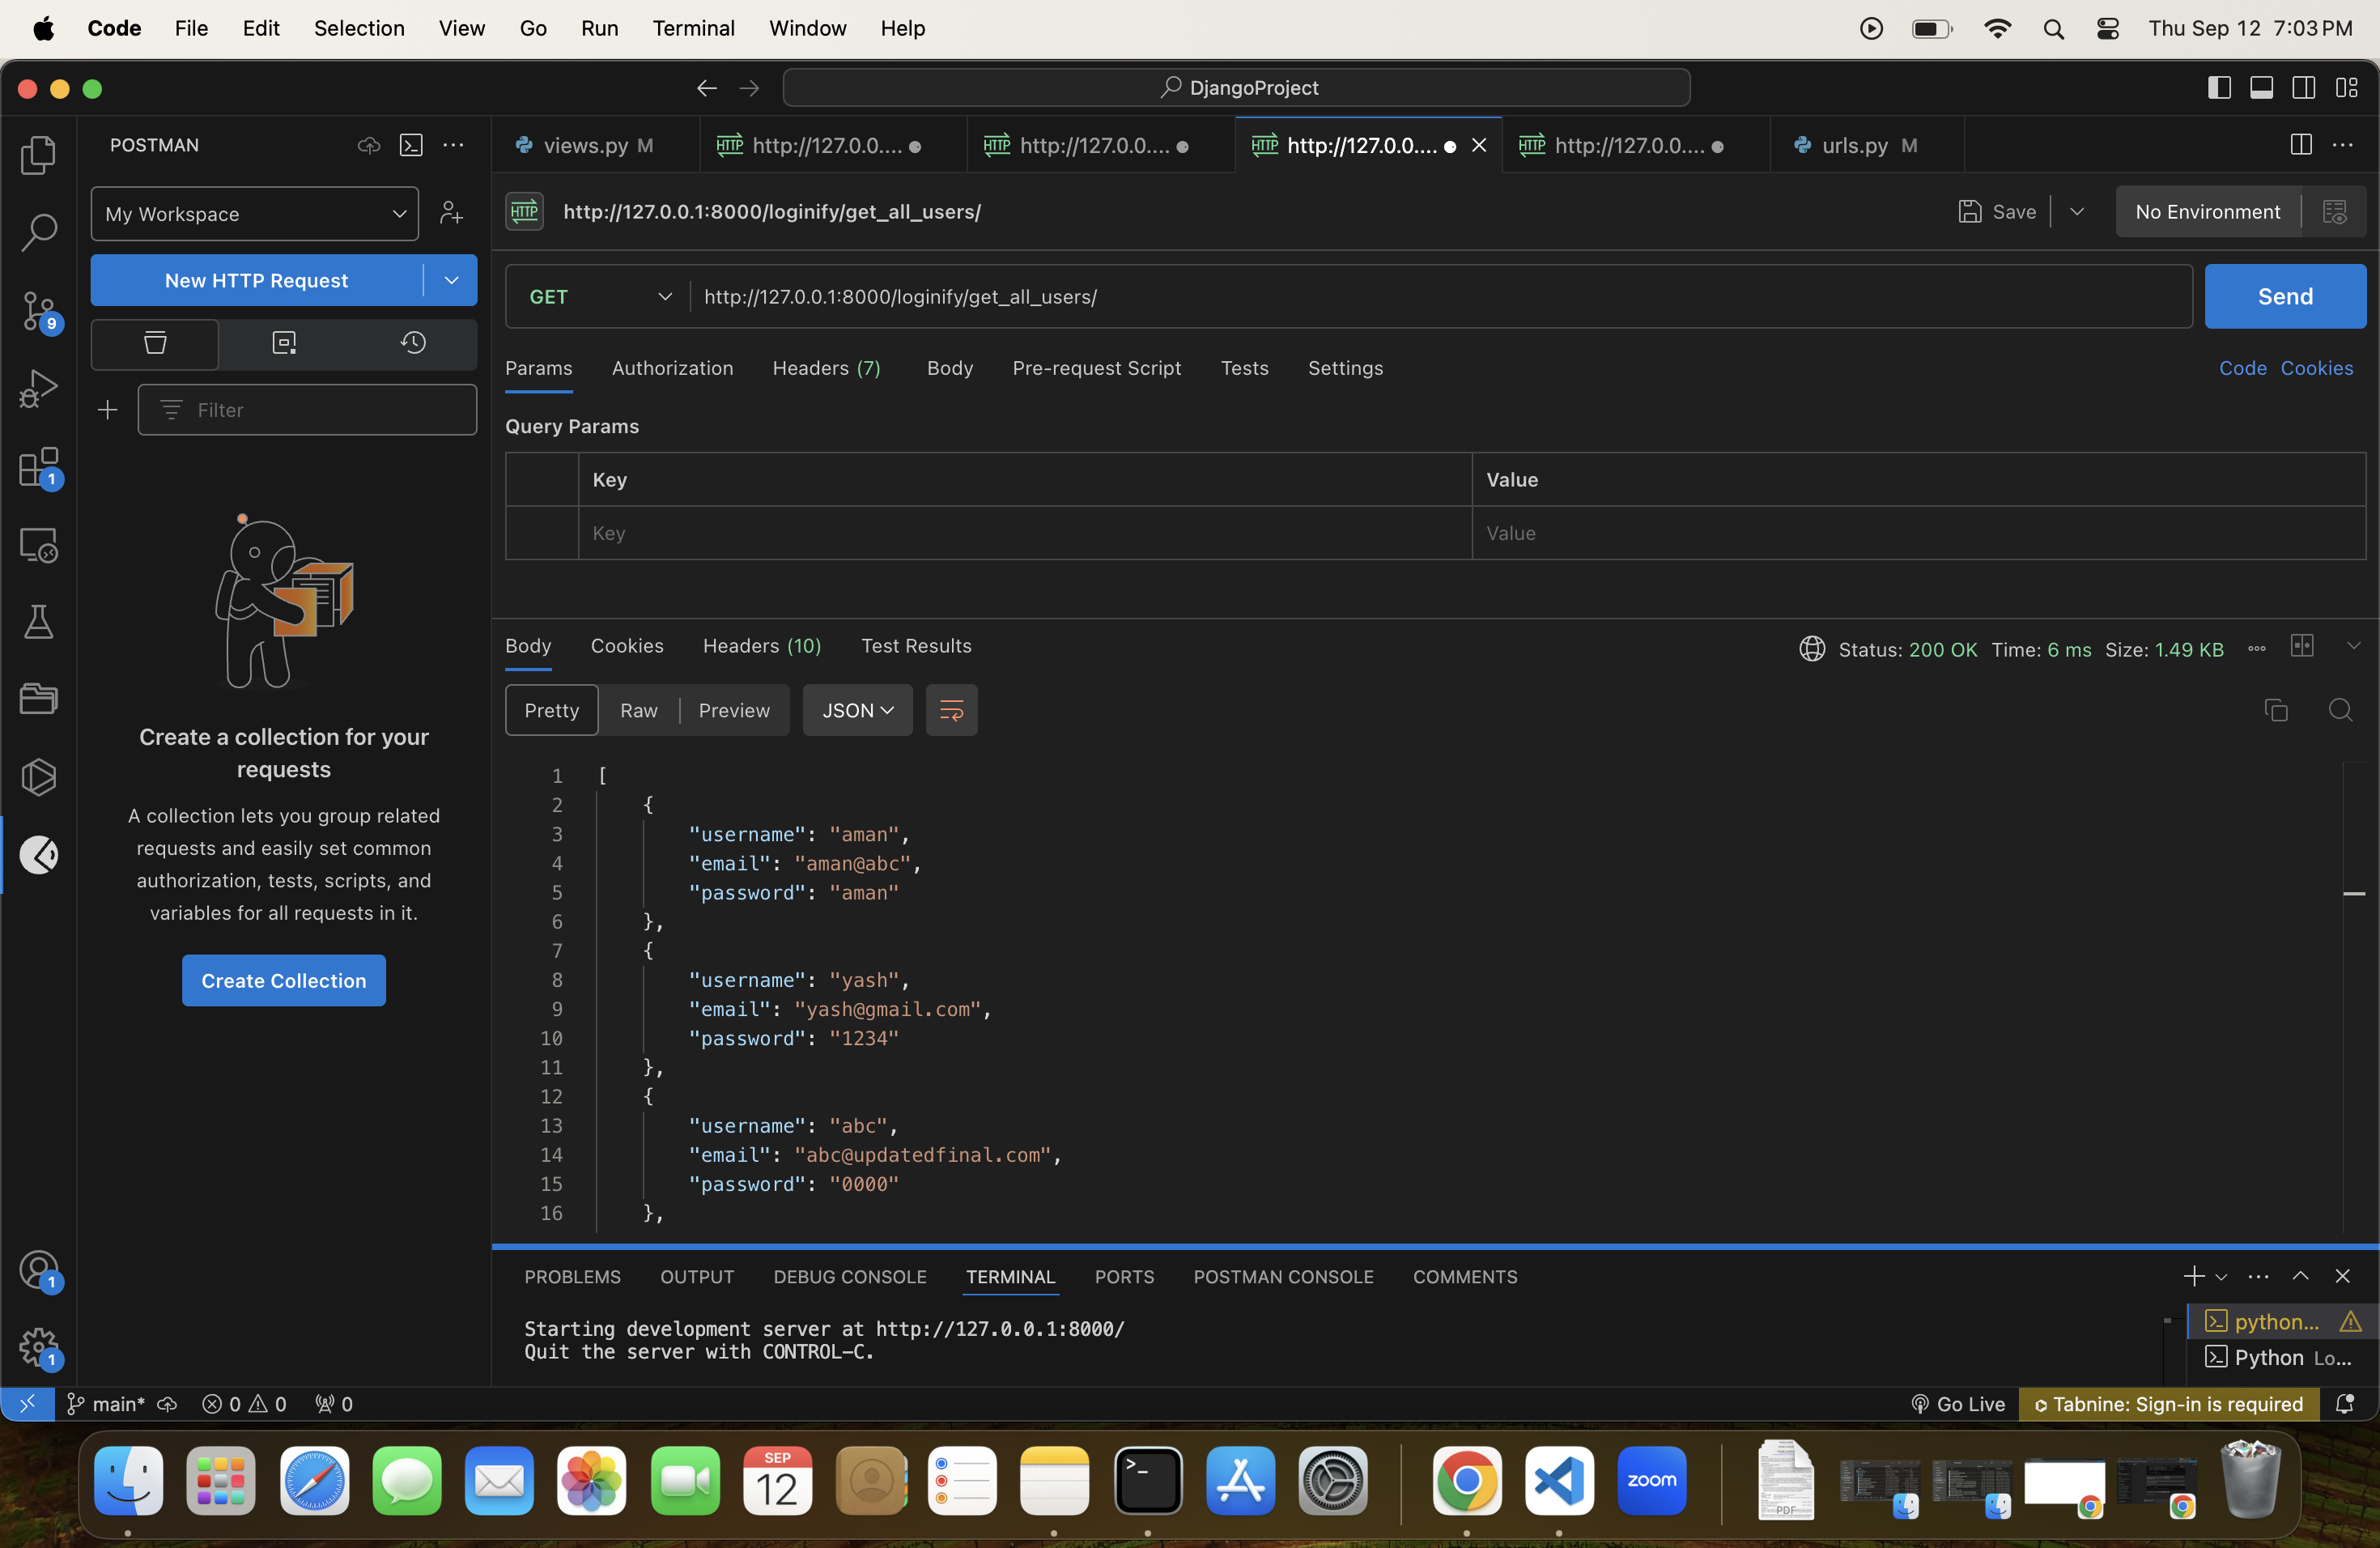 Code File Edit Selection View Go Run Terminal Window Help Thu Sep 12 7:03 PM
DjangoProject
POSTMAN
views.py M
http://127.0.0....
http://127.0.0....
http://127.0.0....
http://127.0.0....
urls.py M
My Workspace
HTTP http://127.0.0.1:8000/loginify/get_all_users/ Save No Environment
New HTTP Request
GET http://127.0.0.1:8000/loginify/get_all_users/ Send
9
Params Authorization Headers (7) Body Pre-request Script Tests Settings Code Cookies
Filter
Query Params
Key Value
Key Value
1
Create a collection for your
requests
A collection lets you group related
requests and easily set common
authorization, tests, scripts, and
variables for all requests in it.
Create Collection
Body Cookies Headers (10) Test Results Status: 200 OK Time: 6 ms Size: 1.49 KB
Pretty Raw Preview JSON
1 [
2 {
3 "username": "aman",
4 "email": "aman@abc",
5 "password": "aman"
6 },
7 {
8 "username": "yash",
9 "email": "yash@gmail.com",
10 "password": "1234"
11 },
12 {
13 "username": "abc",
14 "email": "abc@updatedfinal.com",
15 "password": "0000"
16 },
1
1
PROBLEMS OUTPUT DEBUG CONSOLE TERMINAL PORTS POSTMAN CONSOLE COMMENTS
Starting development server at http://127.0.0.1:8000/
Quit the server with CONTROL-C.
python...
Python Lo...
main* 0 0 0 Go Live Tabnine: Sign-in is required
SEP
12
zoom
PDF